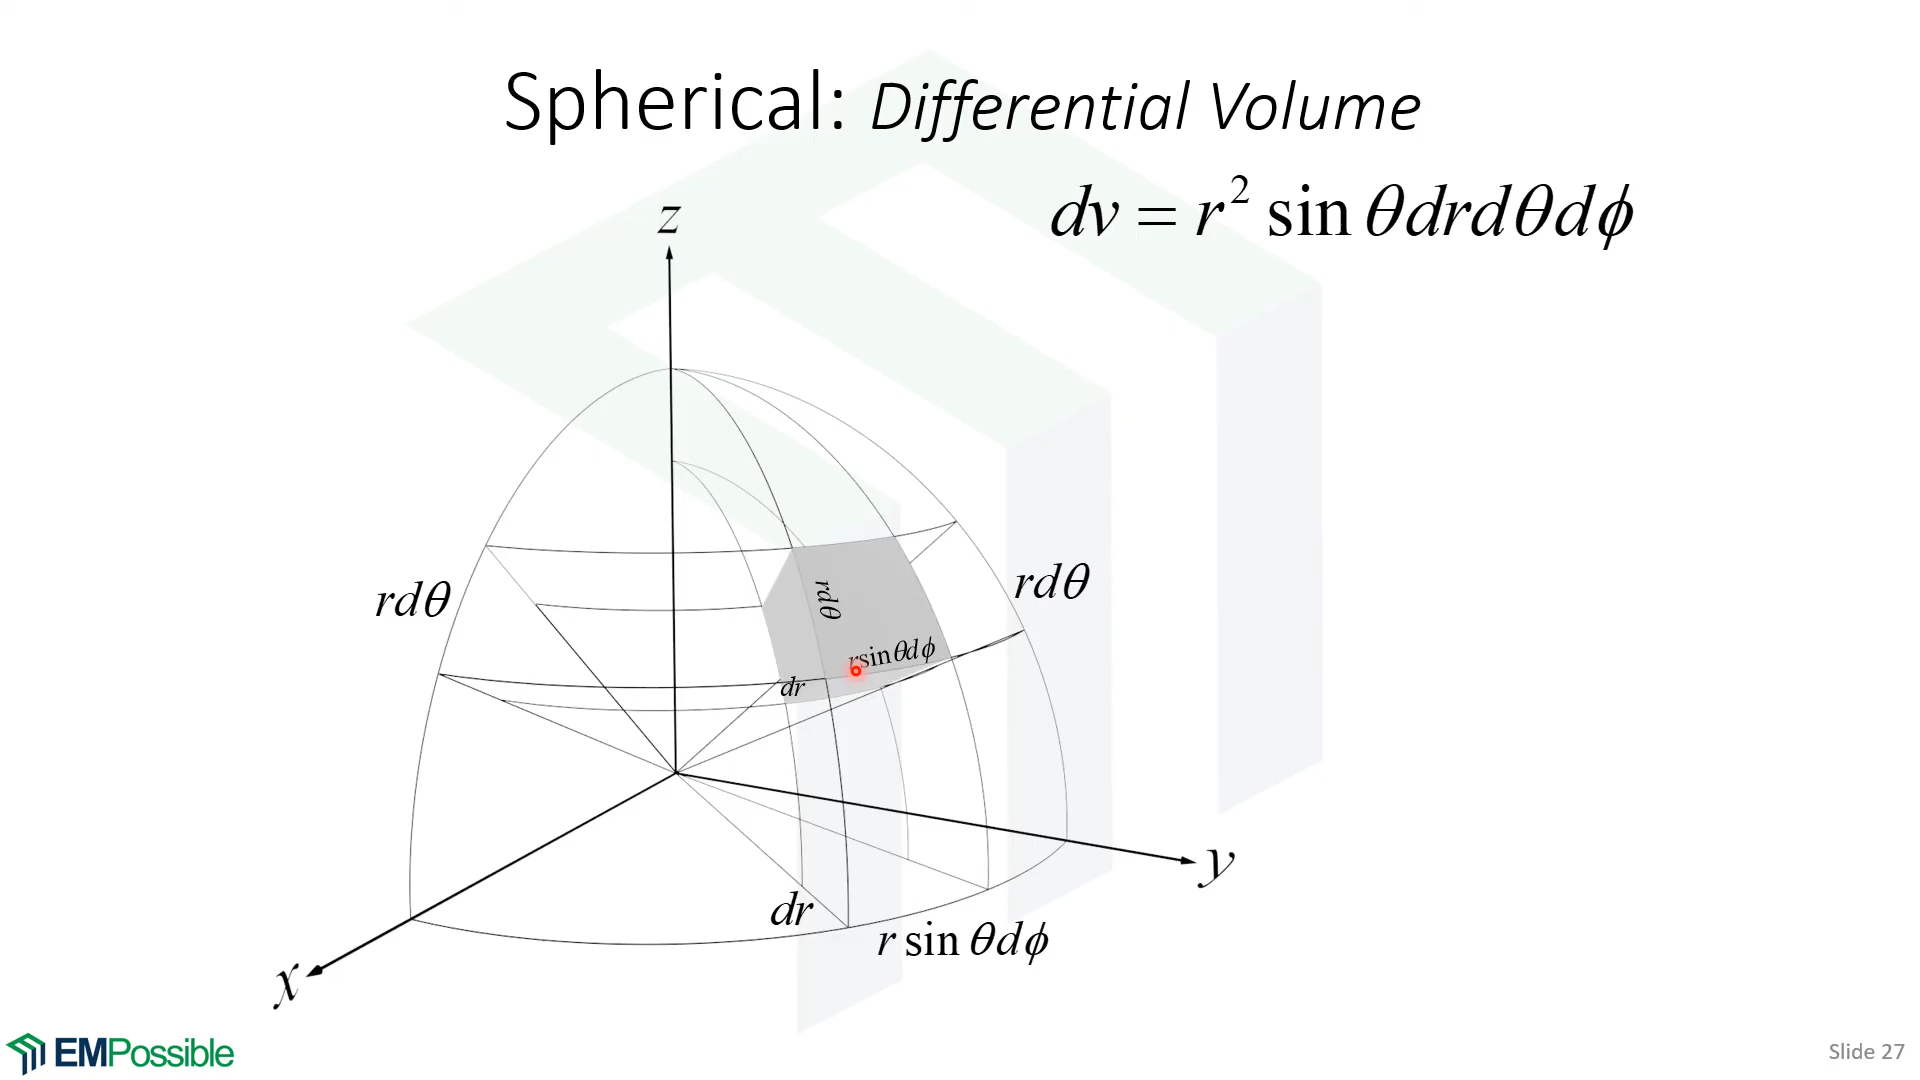 Spherical: Differential Volume
dv = r² sin θdrdθdϕ
z
rdθ
rdθ
rdθ
r sin θdϕ
dr
y
dr
r sin θdϕ
x
EMPossible
Slide 27